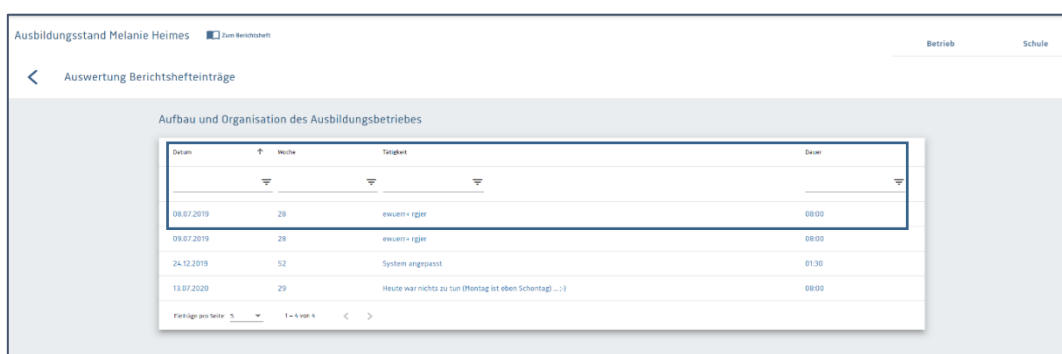 Ausbildungsstand Melanie Heimes Zum Berichtsheft
Betrieb Schule
Auswertung Berichtshefteinträge
Aufbau und Organisation des Ausbildungsbetriebes
Datum Woche Tätigkeit Dauer
08.07.2019 28 ewuerr+ rgjer 08:00
09.07.2019 28 ewuerr+ rgjer 08:00
24.12.2019 52 System angepasst 01:30
13.07.2020 29 Heute war nichts zu tun (Montag ist eben Schontag) ... ;-)  08:00
Einträge pro Seite: 5 1 – 4 von 4